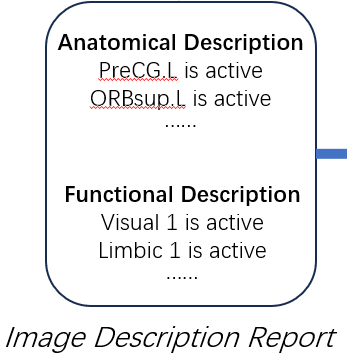 Anatomical Description
PreCG.L is active
ORBsup.L is active
......
Functional Description
Visual 1 is active
Limbic 1 is active
......
Image Description Report